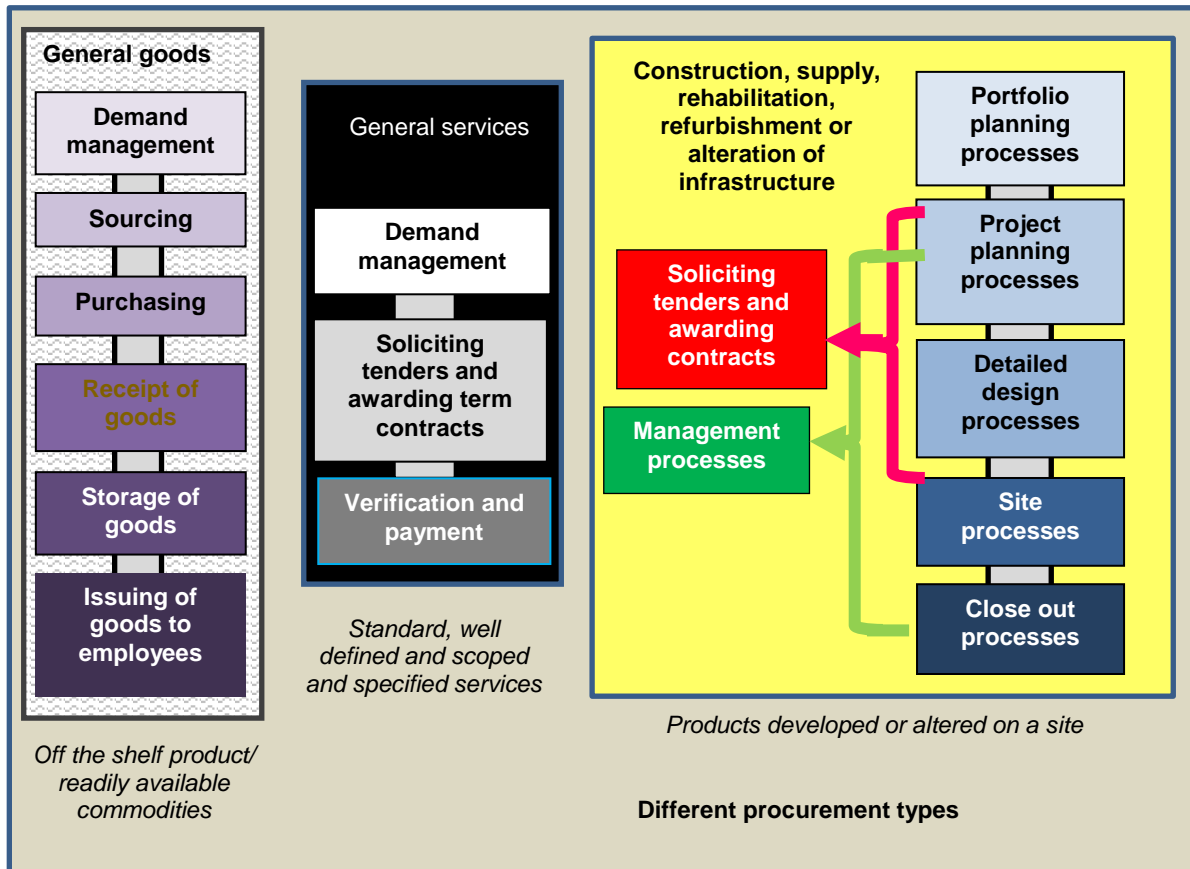 General goods
Demand
management
Sourcing
Purchasing
Receipt of
goods
Storage of
goods
Issuing of
goods to
employees
Off the shelf product/
readily available
commodities
General services
Demand
management
Soliciting
tenders and
awarding term
contracts
Verification and
payment
Standard, well
defined and scoped
and specified services
Construction, supply,
rehabilitation,
refurbishment or
alteration of
infrastructure
Soliciting
tenders and
awarding
contracts
Management
processes
Portfolio
planning
processes
Project
planning
processes
Detailed
design
processes
Site
processes
Close out
processes
Products developed or altered on a site
Different procurement types